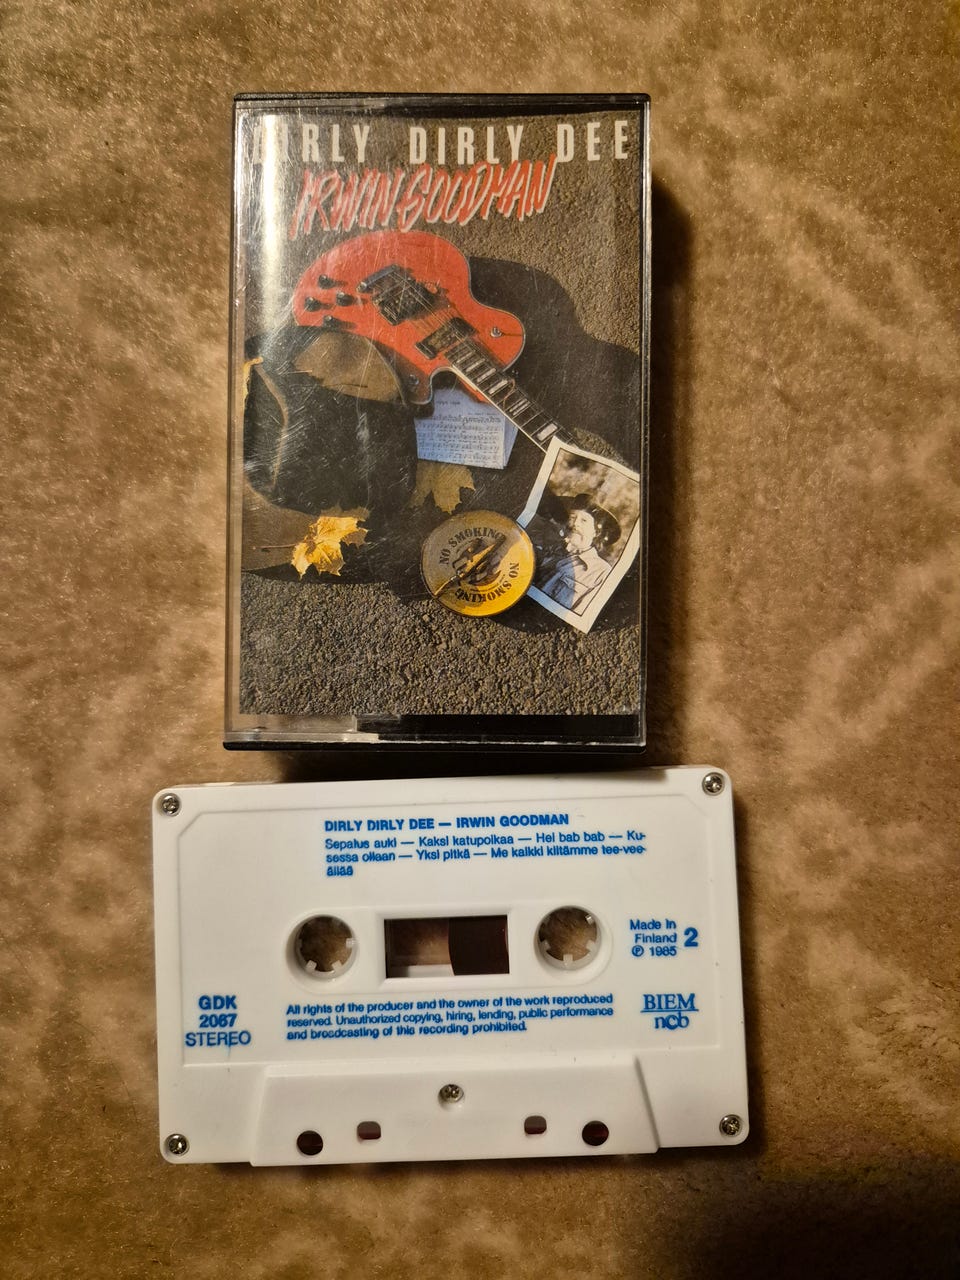 DIRLY DIRLY DEE
IRWIN GOODMAN
NO SMOKING
NO SMOKING
DIRLY DIRLY DEE — IRWIN GOODMAN
Sepalus auki — Kaksi katupoikaa — Hei bab bab — Ku-
sessa ollaan — Yksi pitkä — Me kaikki kiitämme tee-vee-
ällää
Made in
Finland 2
℗ 1985
GDK
2067
STEREO
All rights of the producer and the owner of the work reproduced
reserved. Unauthorized copying, hiring, lending, public performance
and broadcasting of this recording prohibited.
BIEM
ncb